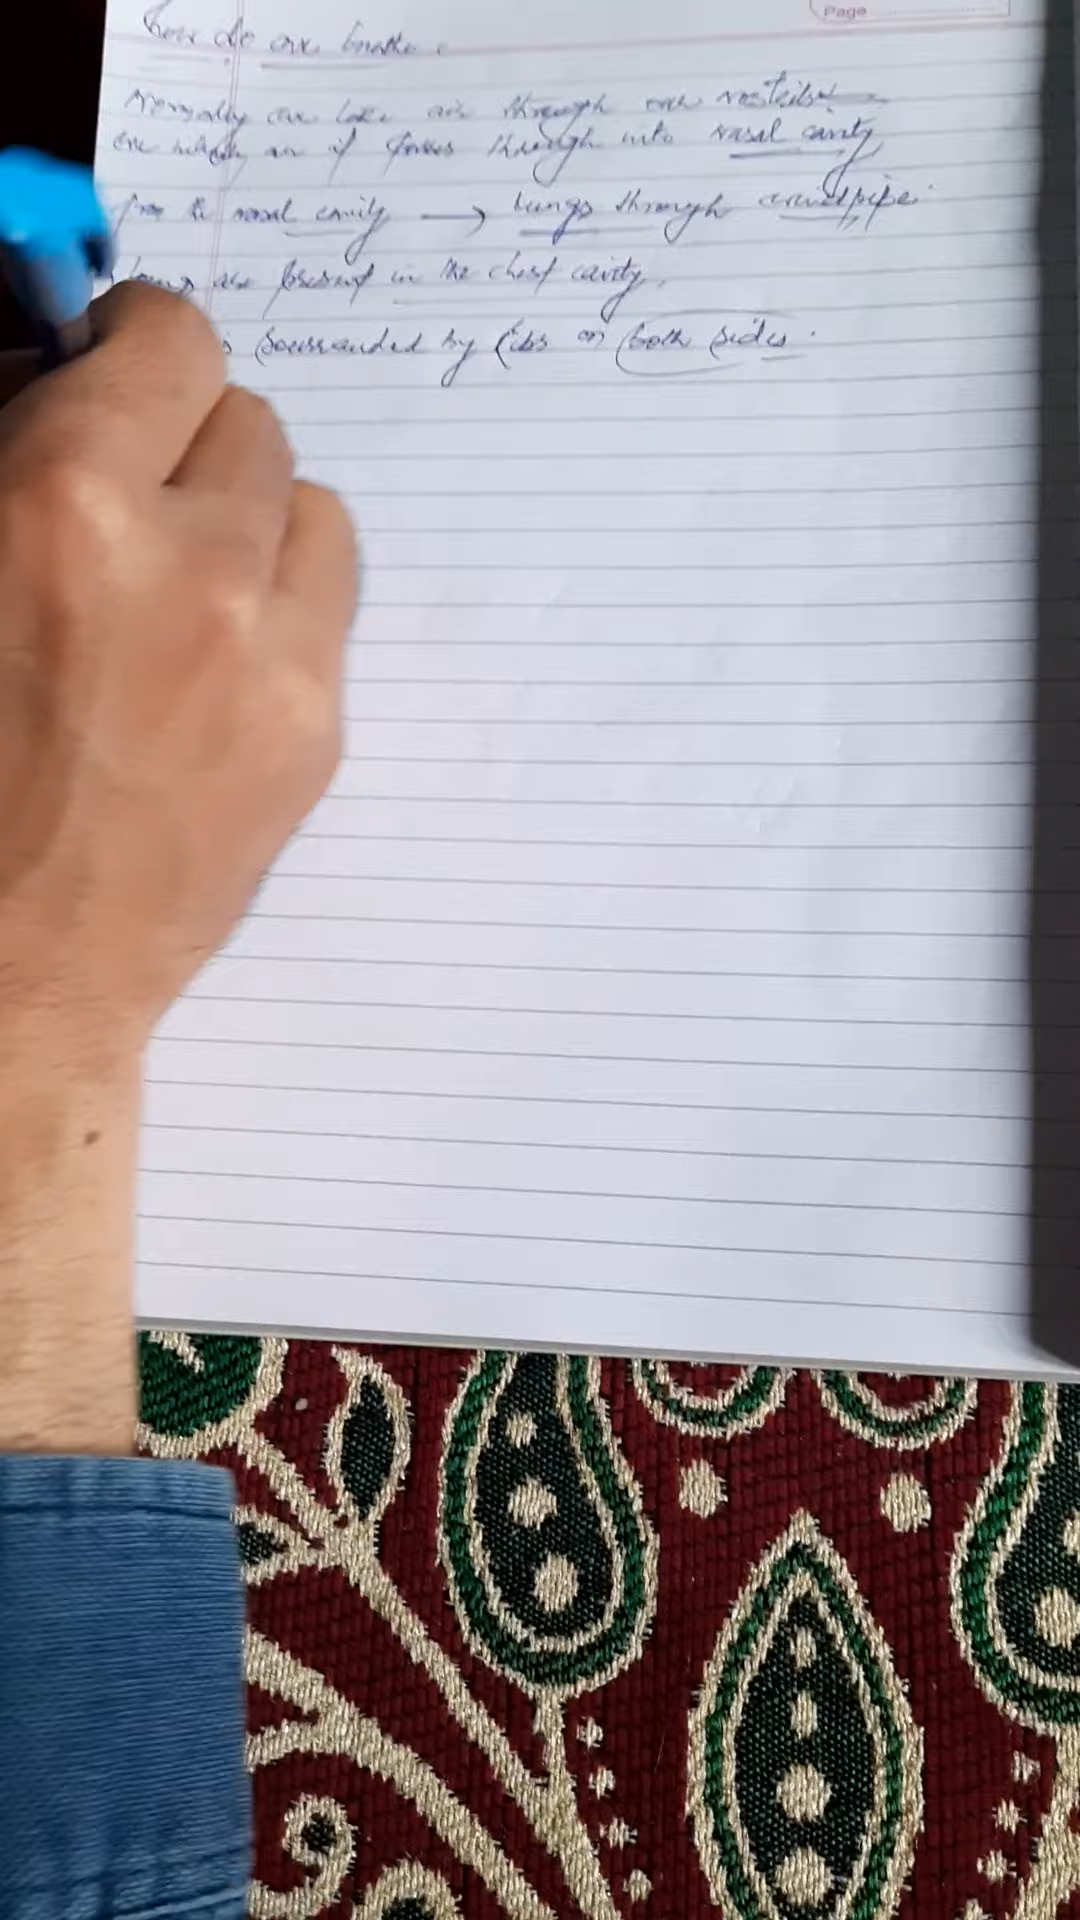 Page
How do we breathe.
Normally we take air through our nostrils
we inhaly air it passes through into nasal cavity
from the nasal cavity → lungs through windpipe.
lungs are present in the chest cavity.
surrounded by ribs on both sides.